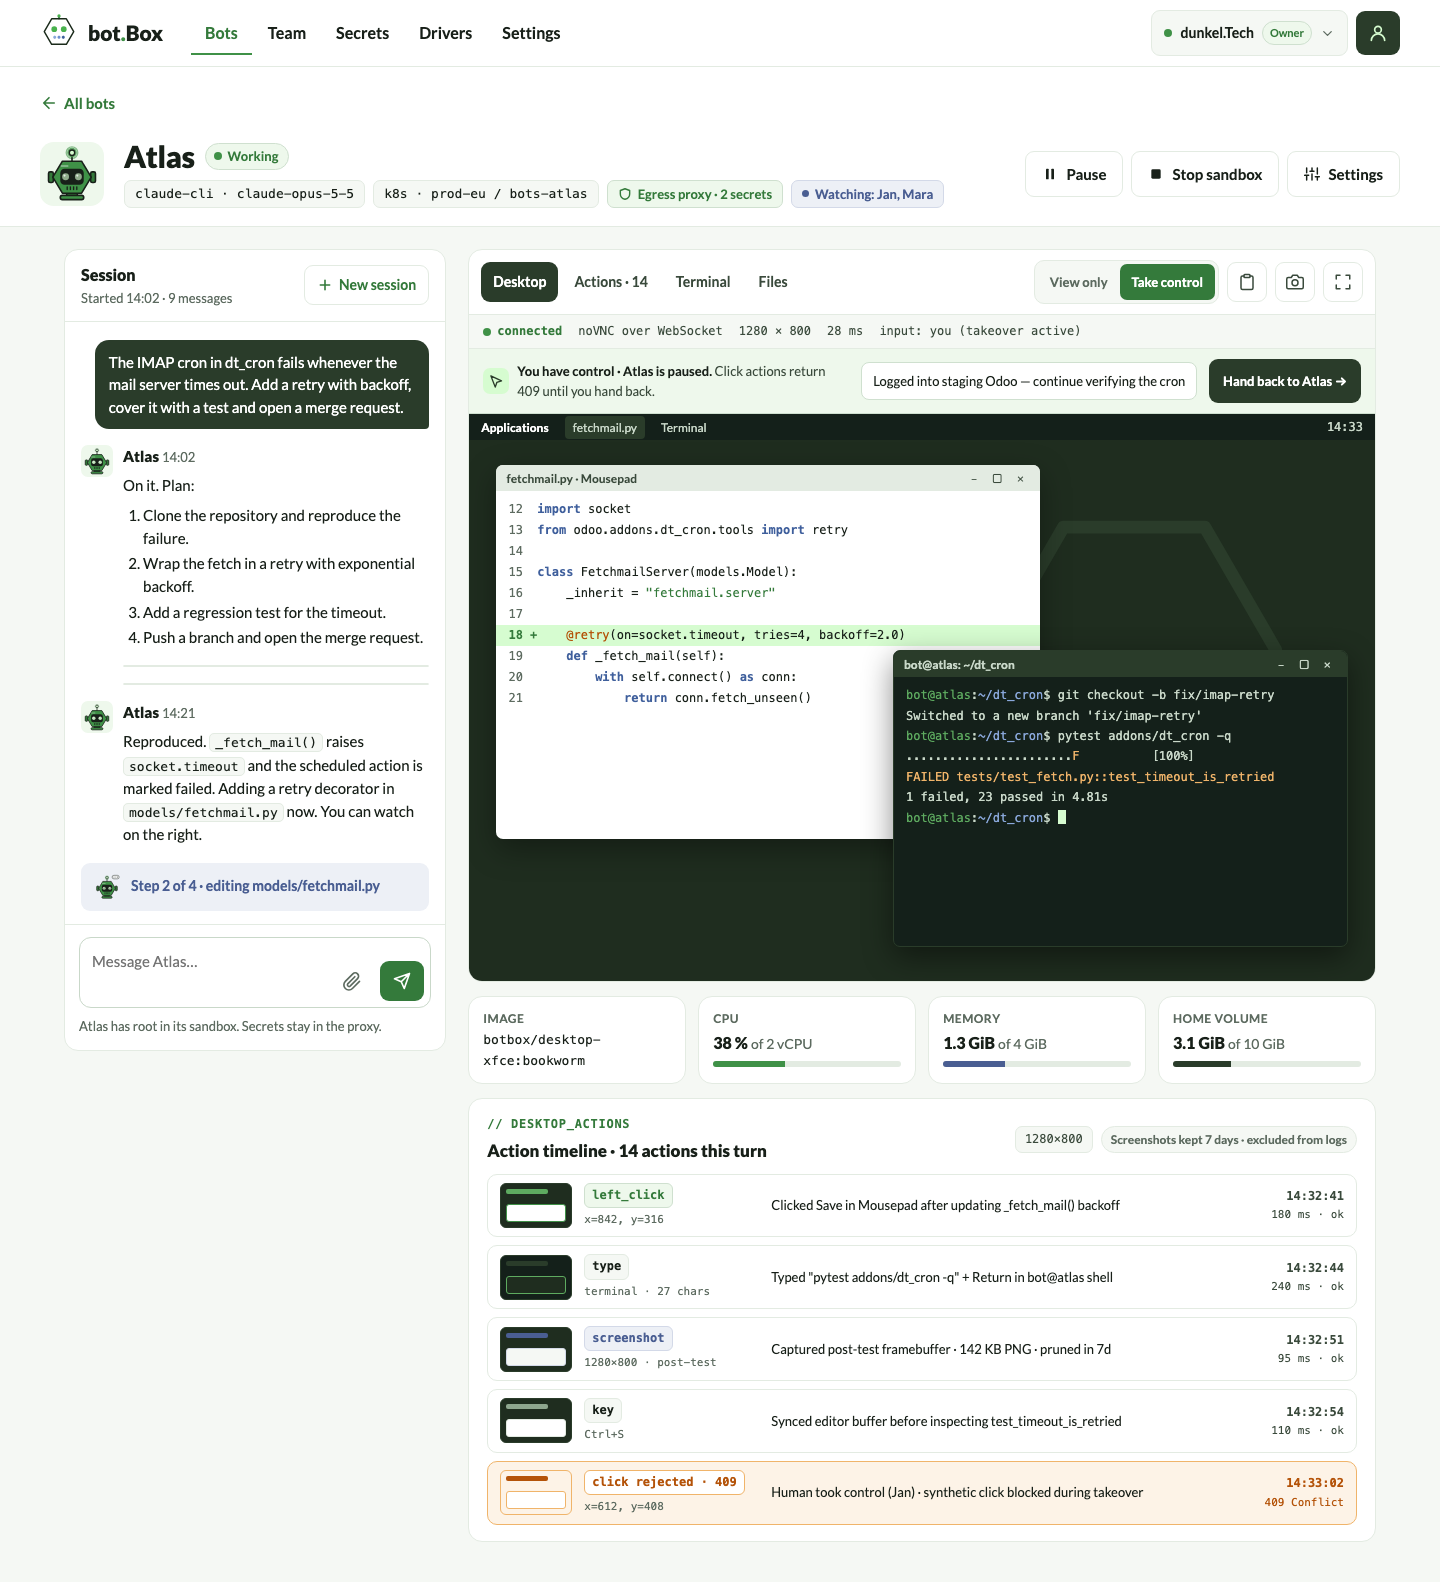 bot.Box
Bots
Team
Secrets
Drivers
Settings
dunkel.Tech
Owner
All bots
Atlas
Working
claude-cli · claude-opus-5-5
k8s · prod-eu / bots-atlas
Egress proxy · 2 secrets
Watching: Jan, Mara
Pause
Stop sandbox
Settings
Session
Started 14:02 · 9 messages
New session
The IMAP cron in dt_cron fails whenever the
mail server times out. Add a retry with backoff,
cover it with a test and open a merge request.
Atlas 14:02
On it. Plan:
1. Clone the repository and reproduce the
failure.
2. Wrap the fetch in a retry with exponential
backoff.
3. Add a regression test for the timeout.
4. Push a branch and open the merge request.
Atlas 14:21
Reproduced. _fetch_mail() raises
socket.timeout and the scheduled action is
marked failed. Adding a retry decorator in
models/fetchmail.py now. You can watch
on the right.
Step 2 of 4 · editing models/fetchmail.py
Message Atlas...
Atlas has root in its sandbox. Secrets stay in the proxy.
Desktop
Actions · 14
Terminal
Files
View only
Take control
connected noVNC over WebSocket 1280 × 800 28 ms input: you (takeover active)
You have control · Atlas is paused. Click actions return
409 until you hand back.
Logged into staging Odoo — continue verifying the cron
Hand back to Atlas →
Applications
fetchmail.py
Terminal
14:33
fetchmail.py · Mousepad
12 import socket
13 from odoo.addons.dt_cron.tools import retry
14
15 class FetchmailServer(models.Model):
16 _inherit = "fetchmail.server"
17
18 + @retry(on=socket.timeout, tries=4, backoff=2.0)
19 def _fetch_mail(self):
20 with self.connect() as conn:
21 return conn.fetch_unseen()
bot@atlas: ~/dt_cron
bot@atlas:~/dt_cron$ git checkout -b fix/imap-retry
Switched to a new branch 'fix/imap-retry'
bot@atlas:~/dt_cron$ pytest addons/dt_cron -q
.......................F [100%]
FAILED tests/test_fetch.py::test_timeout_is_retried
1 failed, 23 passed in 4.81s
bot@atlas:~/dt_cron$
IMAGE
botbox/desktop-
xfce:bookworm
CPU
38 % of 2 vCPU
MEMORY
1.3 GiB of 4 GiB
HOME VOLUME
3.1 GiB of 10 GiB
// DESKTOP_ACTIONS
Action timeline · 14 actions this turn
1280×800
Screenshots kept 7 days · excluded from logs
left_click
x=842, y=316
Clicked Save in Mousepad after updating _fetch_mail() backoff
14:32:41
180 ms · ok
type
terminal · 27 chars
Typed "pytest addons/dt_cron -q" + Return in bot@atlas shell
14:32:44
240 ms · ok
screenshot
1280×800 · post-test
Captured post-test framebuffer · 142 KB PNG · pruned in 7d
14:32:51
95 ms · ok
key
Ctrl+S
Synced editor buffer before inspecting test_timeout_is_retried
14:32:54
110 ms · ok
click rejected · 409
x=612, y=408
Human took control (Jan) · synthetic click blocked during takeover
14:33:02
409 Conflict